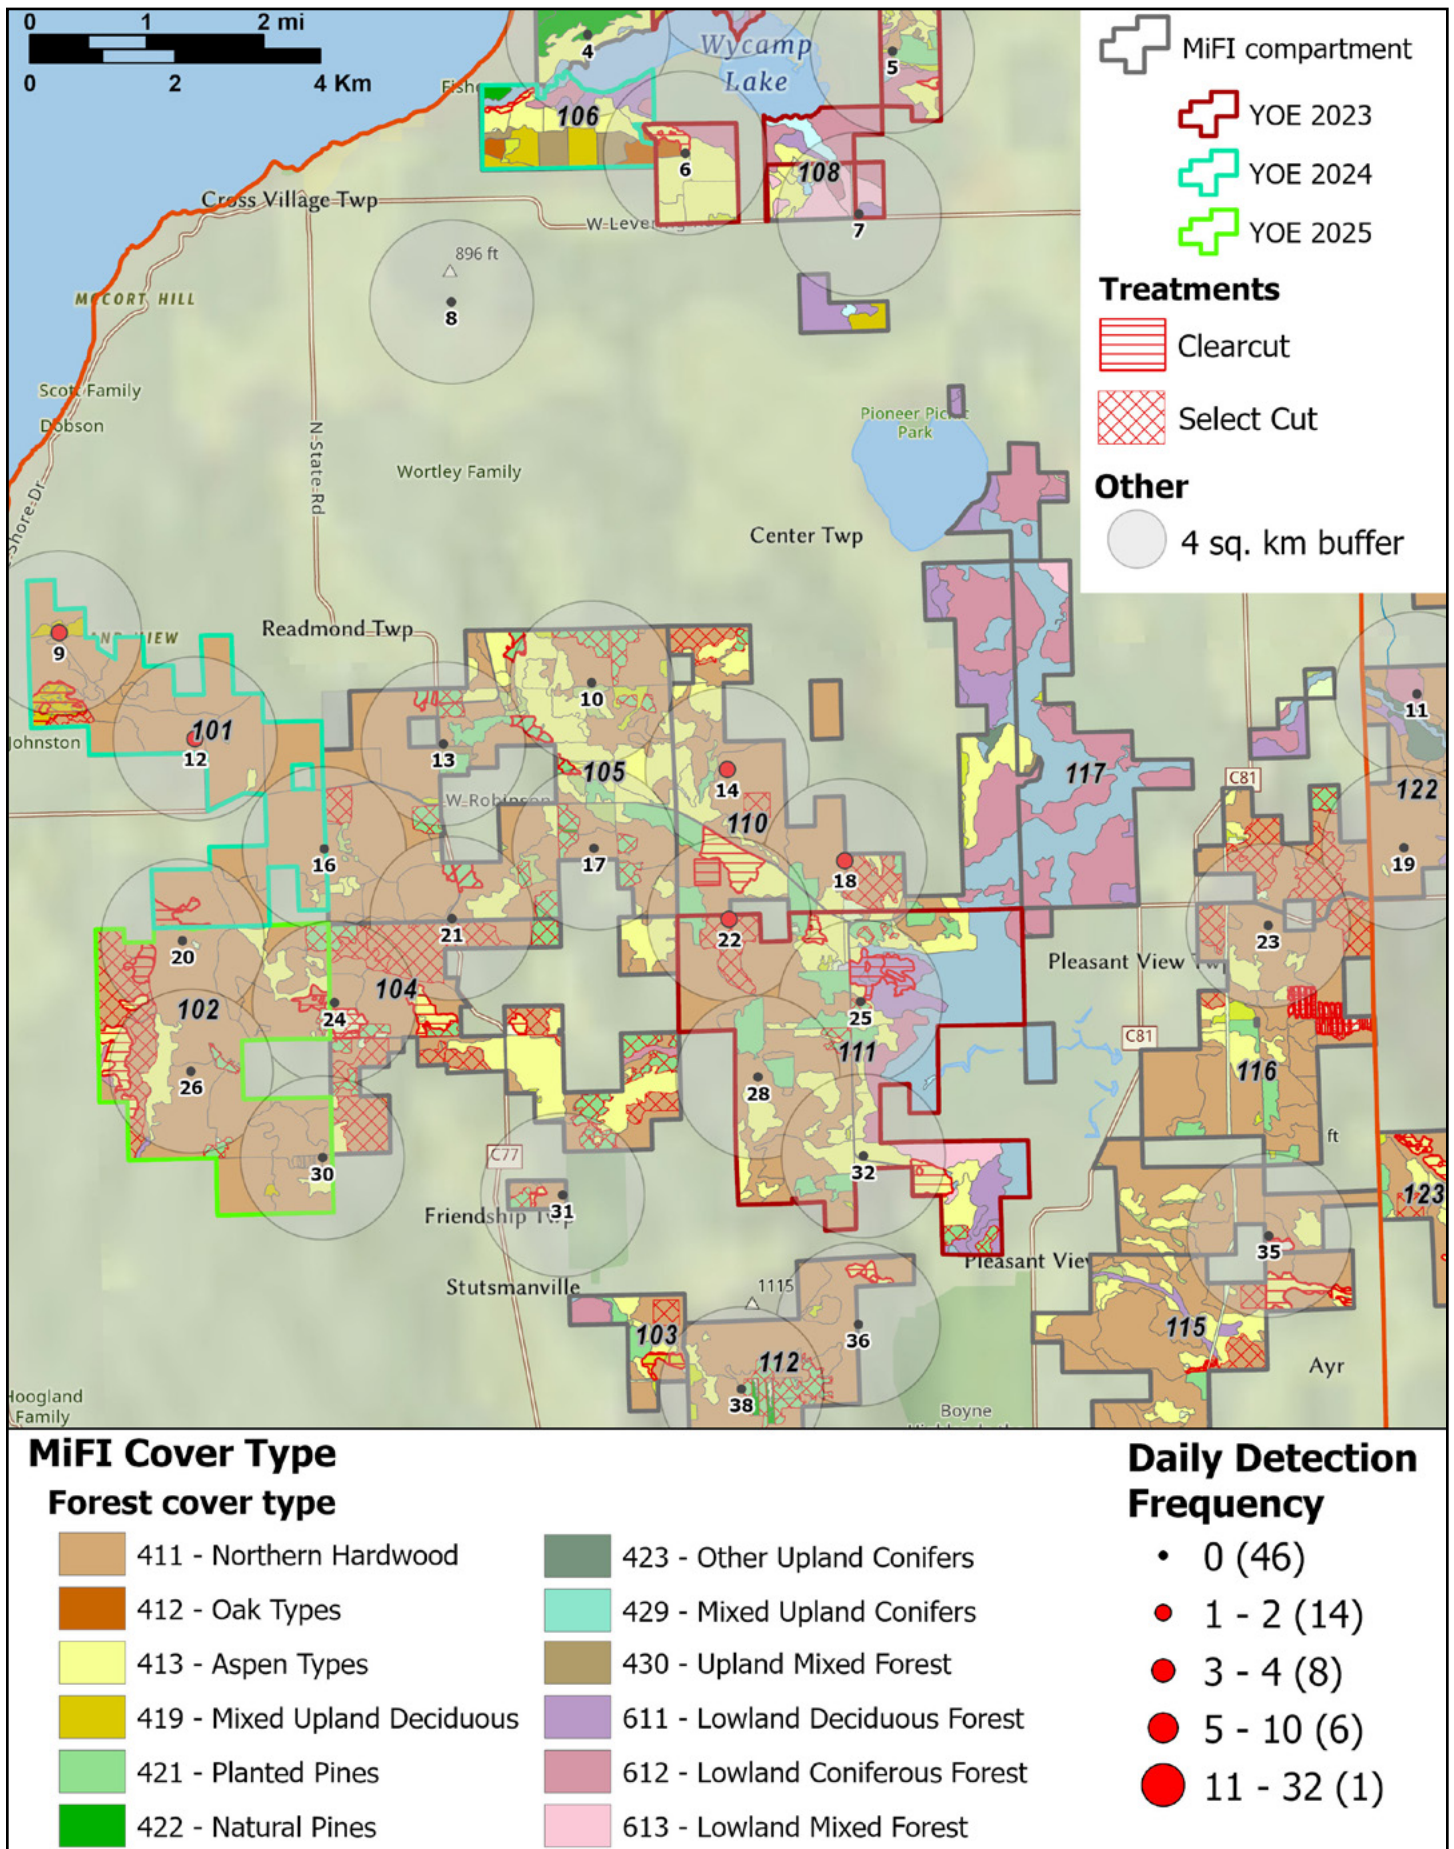 0 1 2 mi
0 2 4 Km
4
Wycamp
Lake
5
106
6
108
7
Cross Village Twp
896 ft
8
MCCORT HILL
Scott Family
Dobson
N State Rd
Wortley Family
Pioneer Picnic
Park
Center Twp
Shore Dr
9
Readmond Twp
10
11
101
12
Johnston
13
105
14
117
C81
122
W Robinson
110
16
17
18
19
20
21
22
23
Pleasant View Twp
102
104
24
25
C81
111
26
28
116
ft
C77
30
31
32
Friendship Twp
123
35
Pleasant View
Stutsmanville
1115
103
36
115
112
Ayr
38
Hoogland
Family
Boyne
MiFI compartment
YOE 2023
YOE 2024
YOE 2025
Treatments
Clearcut
Select Cut
Other
4 sq. km buffer
MiFI Cover Type
Forest cover type
411 - Northern Hardwood
412 - Oak Types
413 - Aspen Types
419 - Mixed Upland Deciduous
421 - Planted Pines
422 - Natural Pines
423 - Other Upland Conifers
429 - Mixed Upland Conifers
430 - Upland Mixed Forest
611 - Lowland Deciduous Forest
612 - Lowland Coniferous Forest
613 - Lowland Mixed Forest
Daily Detection
Frequency
0 (46)
1 - 2 (14)
3 - 4 (8)
5 - 10 (6)
11 - 32 (1)